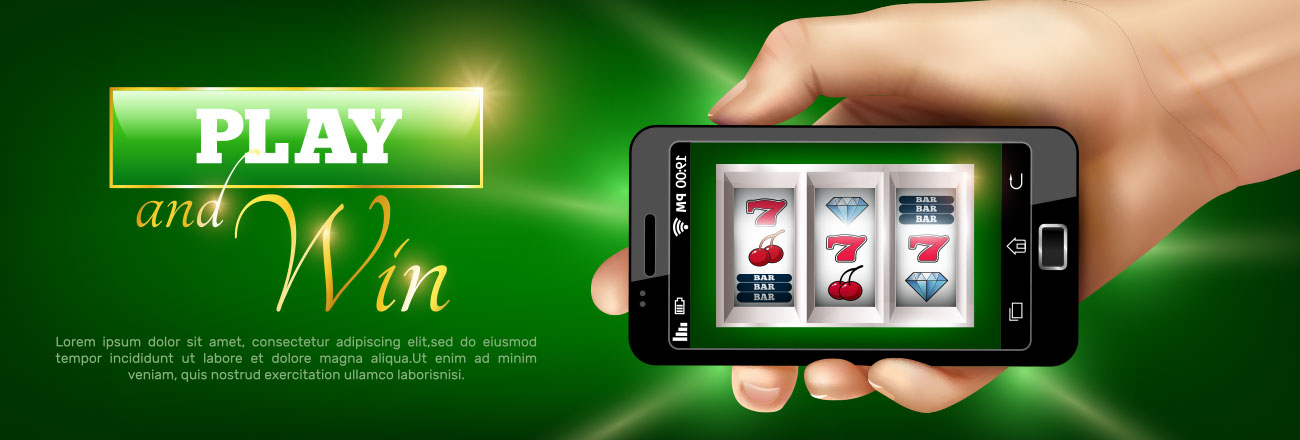 PLAY
and Win
Lorem ipsum dolor sit amet, consectetur adipiscing elit,sed do eiusmod
tempor incididunt ut labore et dolore magna aliqua.Ut enim ad minim
veniam, quis nostrud exercitation ullamco laborisnisi.
19:00 PM
7
7
7
BAR
BAR
BAR
BAR
BAR
BAR